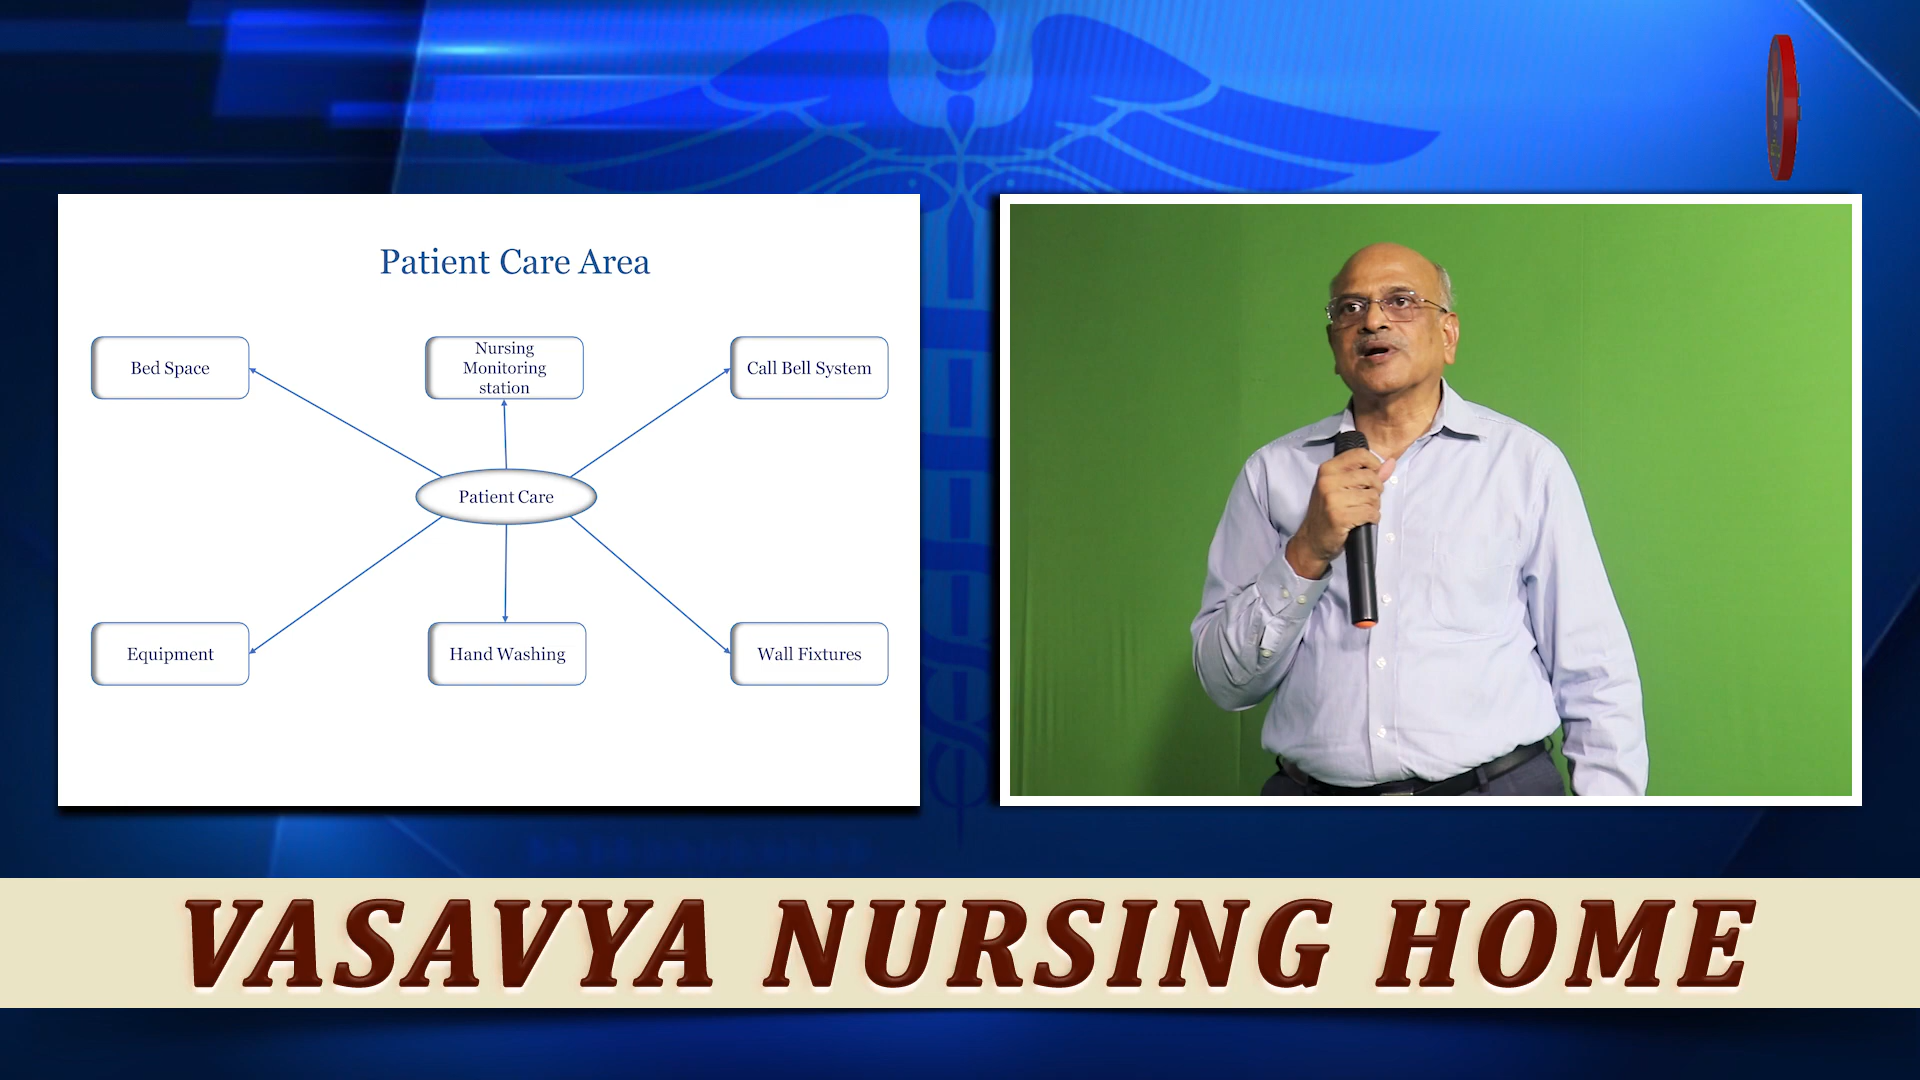 Patient Care Area
Bed Space
Nursing
Monitoring
station
Call Bell System
Patient Care
Equipment
Hand Washing
Wall Fixtures
VASAVYA NURSING HOME